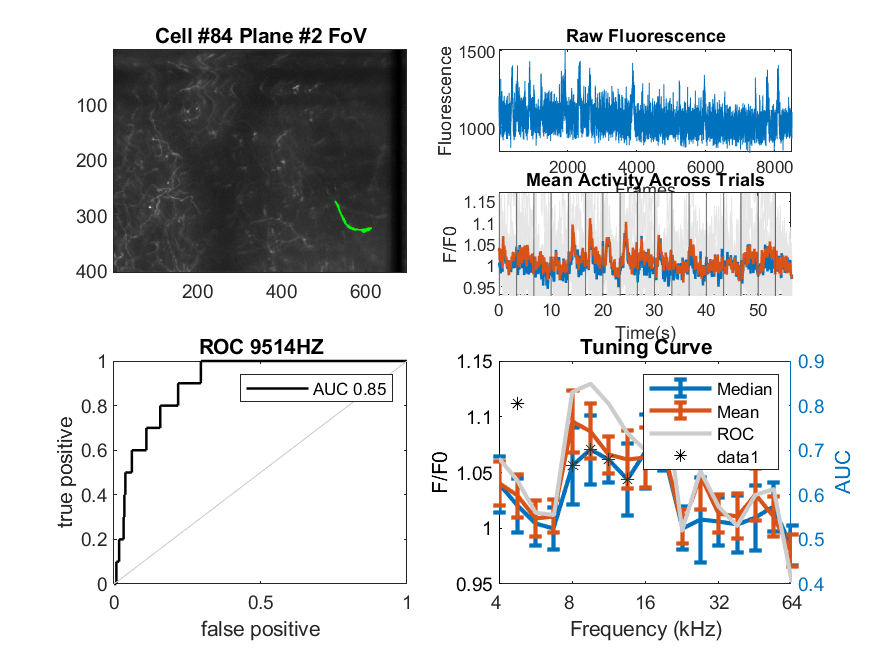 Cell #84 Plane #2 FoV
100
200
300
400
200
400
600
Raw Fluorescence
Fluorescence
1500
1000
2000
4000
6000
8000
Frames
Mean Activity Across Trials
F/F0
1.15
1.1
1.05
1
0.95
0
10
20
30
40
50
Time(s)
ROC 9514HZ
true positive
1
0.8
0.6
0.4
0.2
0
AUC 0.85
0
0.5
1
false positive
Tuning Curve
F/F0
1.15
1.1
1.05
1
0.95
Median
Mean
ROC
data1
0.9
0.8
0.7
0.6
0.5
0.4
AUC
4
8
16
32
64
Frequency (kHz)